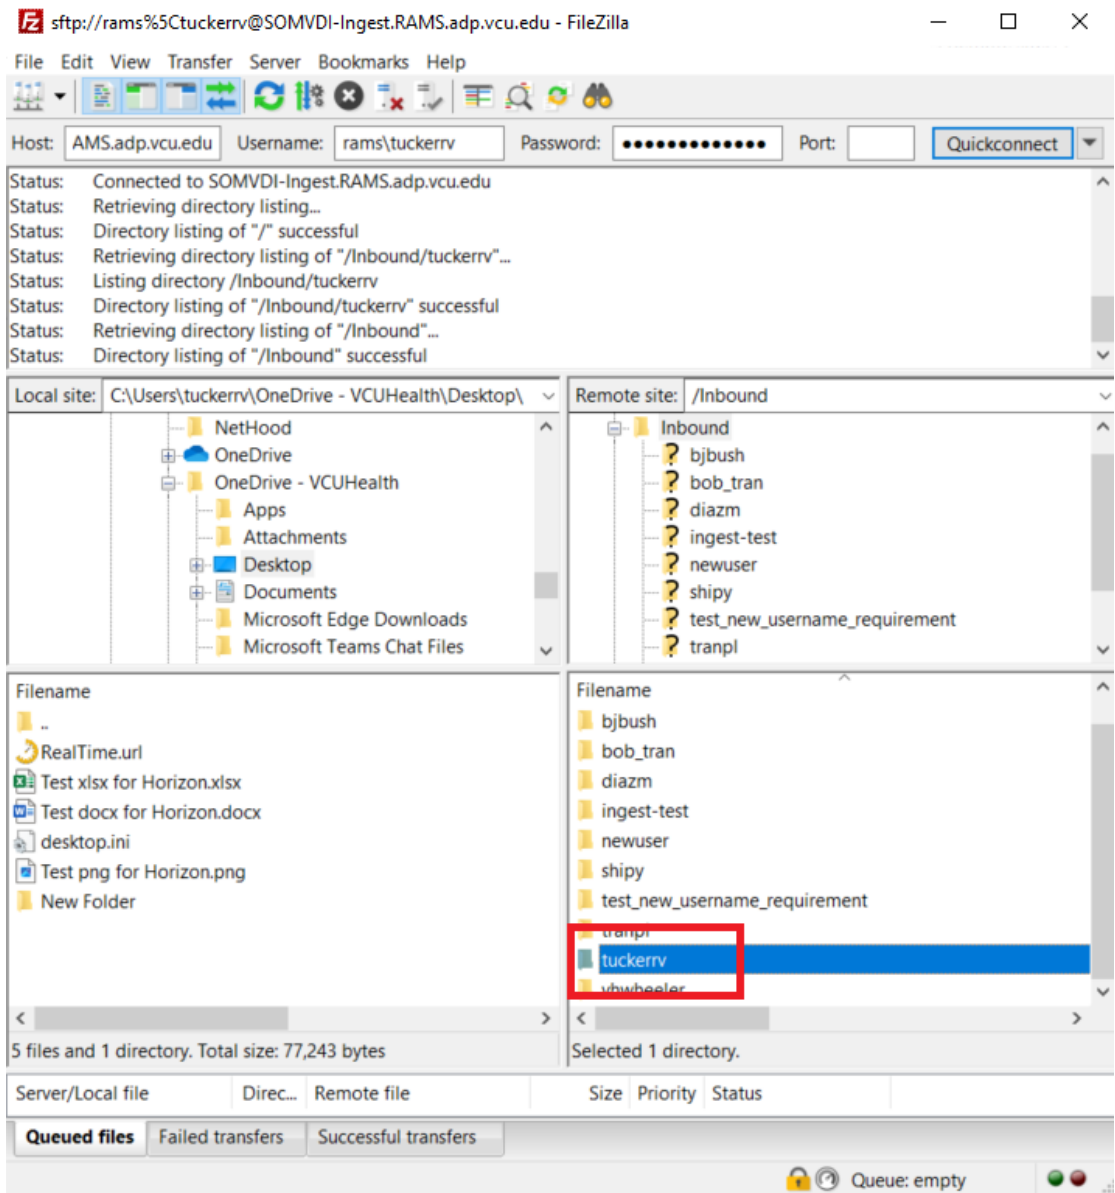 sftp://rams%5Ctuckerrv@SOMVDI-Ingest.RAMS.adp.vcu.edu - FileZilla
File Edit View Transfer Server Bookmarks Help
Host: AMS.adp.vcu.edu Username: rams\tuckerrv Password: ●●●●●●●●●●●●● Port: Quickconnect
Status: Connected to SOMVDI-Ingest.RAMS.adp.vcu.edu
Status: Retrieving directory listing...
Status: Directory listing of "/" successful
Status: Retrieving directory listing of "/Inbound/tuckerrv"...
Status: Listing directory /Inbound/tuckerrv
Status: Directory listing of "/Inbound/tuckerrv" successful
Status: Retrieving directory listing of "/Inbound"...
Status: Directory listing of "/Inbound" successful
Local site: C:\Users\tuckerrv\OneDrive - VCUHealth\Desktop\
NetHood
OneDrive
OneDrive - VCUHealth
Apps
Attachments
Desktop
Documents
Microsoft Edge Downloads
Microsoft Teams Chat Files
Remote site: /Inbound
Inbound
bjbush
bob_tran
diazm
ingest-test
newuser
shipy
test_new_username_requirement
tranpl
Filename
..
RealTime.url
Test xlsx for Horizon.xlsx
Test docx for Horizon.docx
desktop.ini
Test png for Horizon.png
New Folder
5 files and 1 directory. Total size: 77,243 bytes
Filename
bjbush
bob_tran
diazm
ingest-test
newuser
shipy
test_new_username_requirement
tranpl
tuckerrv
vhwheeler
Selected 1 directory.
Server/Local file Direc... Remote file Size Priority Status
Queued files Failed transfers Successful transfers
Queue: empty